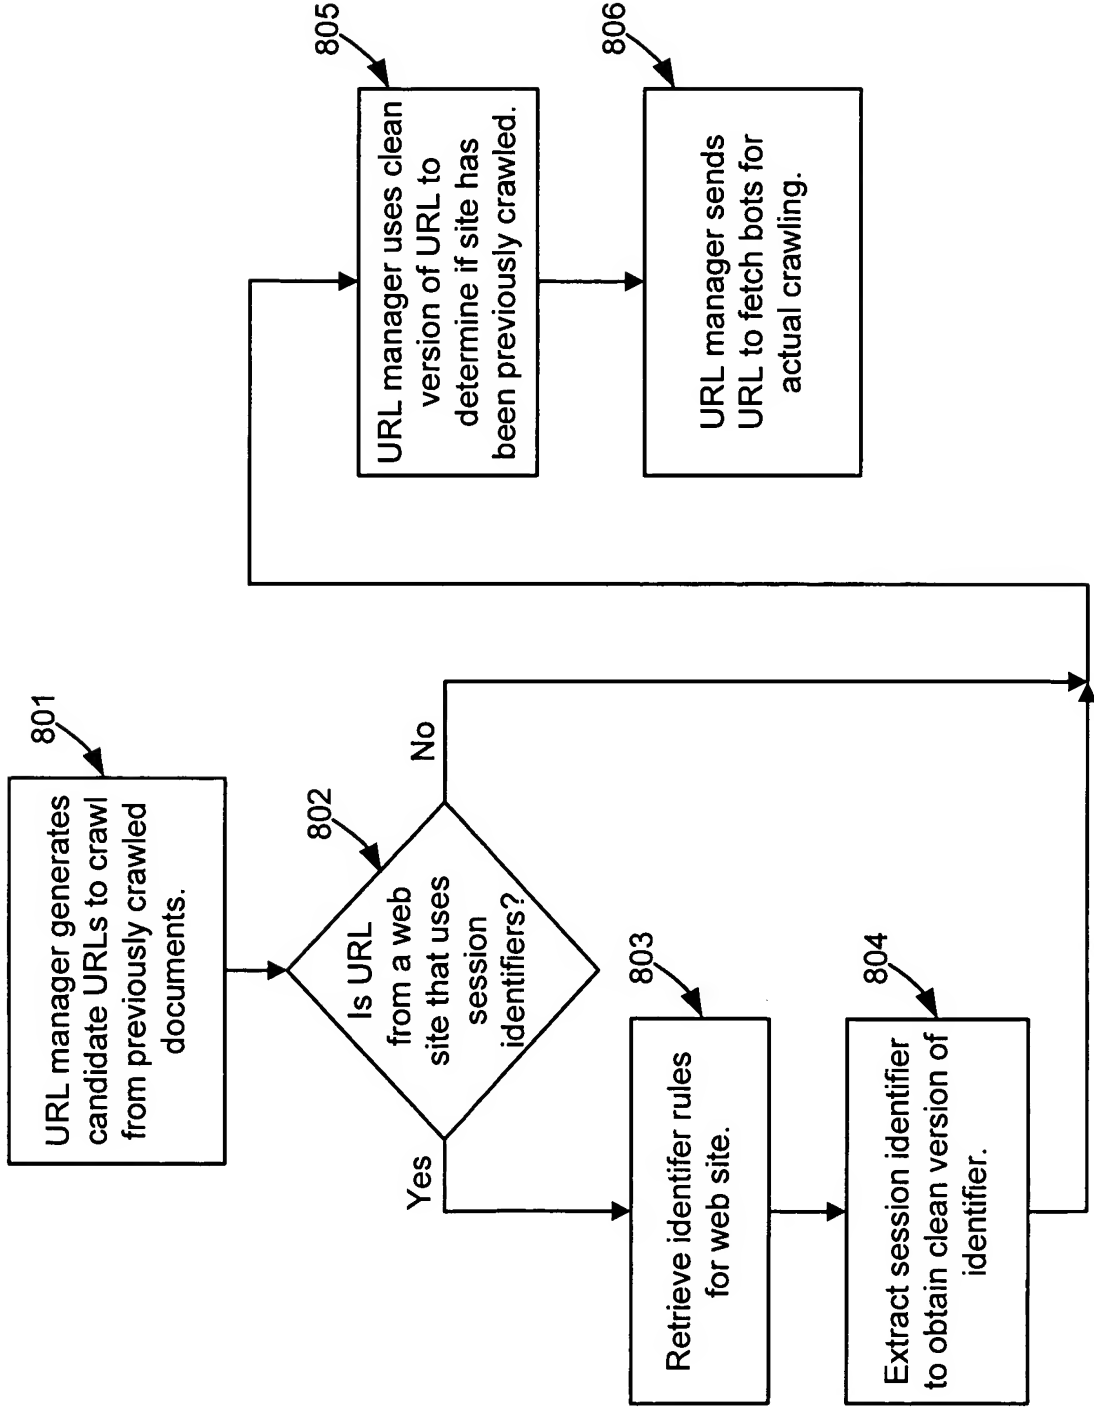 801
URL manager generates
candidate URLs to crawl
from previously crawled
documents.
802
Is URL
from a web
site that uses
session
identifiers?
Yes
No
803
Retrieve identifer rules
for web site.
804
Extract session identifier
to obtain clean version of
identifier.
805
URL manager uses clean
version of URL to
determine if site has
been previously crawled.
806
URL manager sends
URL to fetch bots for
actual crawling.